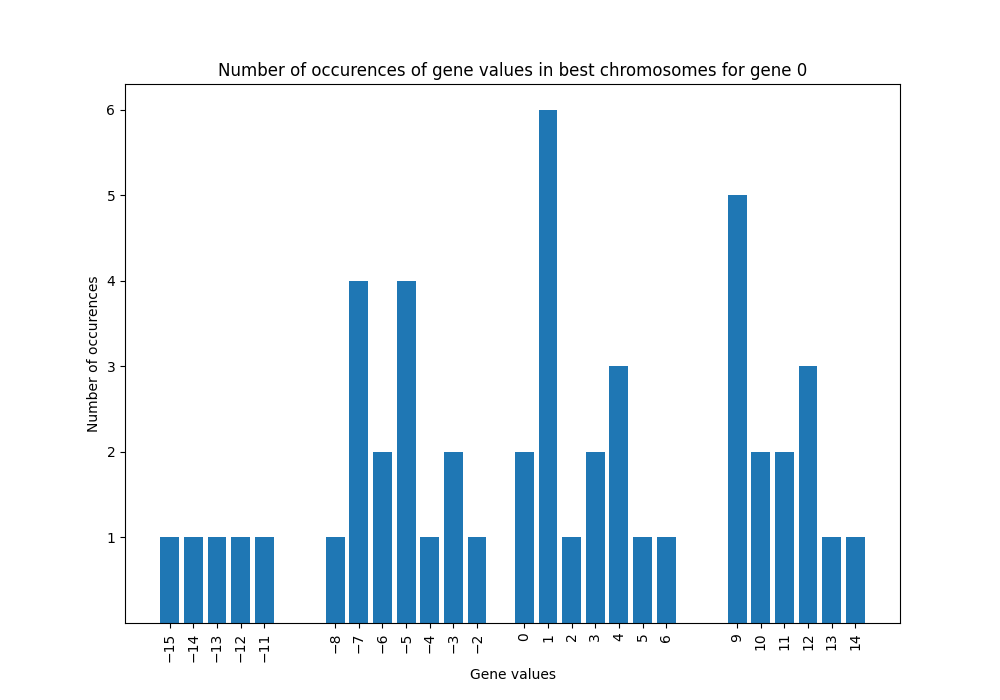 Number of occurences of gene values in best chromosomes for gene 0
Number of occurences
6
5
4
3
2
1
−15 −14 −13 −12 −11 −8 −7 −6 −5 −4 −3 −2 0 1 2 3 4 5 6 9 10 11 12 13 14
Gene values